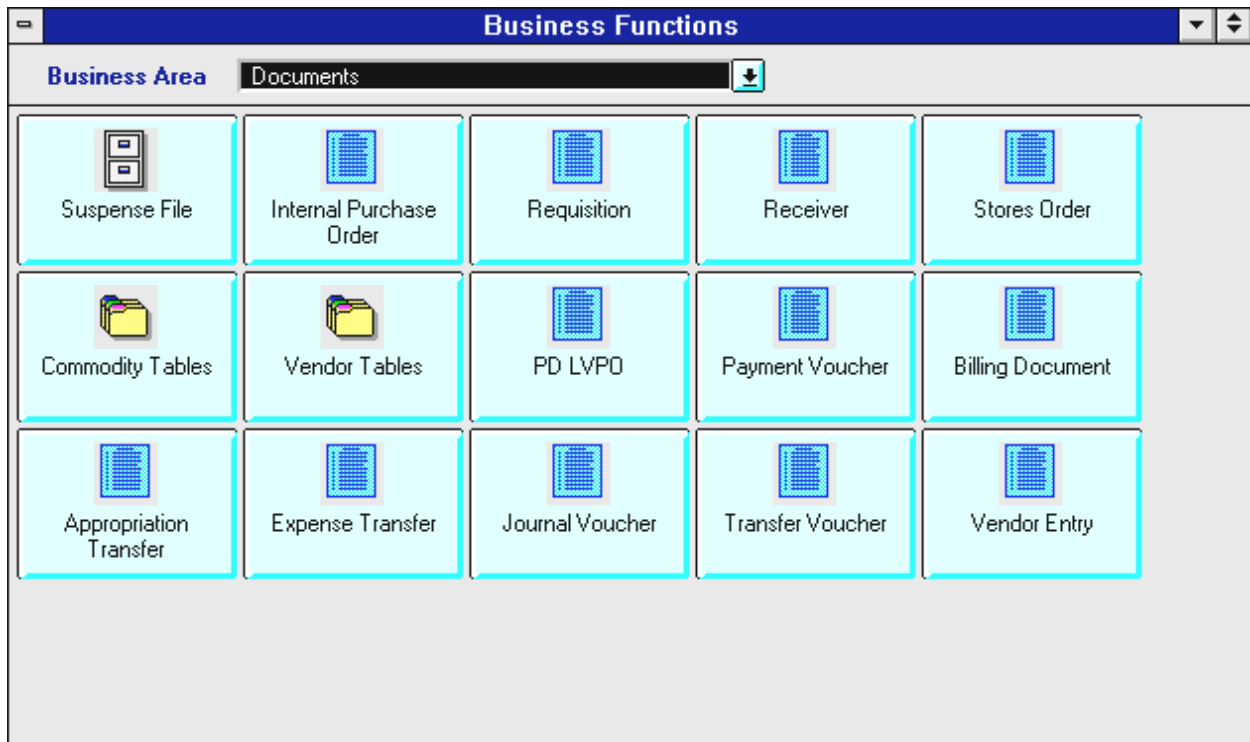 Business Functions
Business Area Documents
Suspense File
Internal Purchase
Order
Requisition
Receiver
Stores Order
Commodity Tables
Vendor Tables
PD LVPO
Payment Voucher
Billing Document
Appropriation
Transfer
Expense Transfer
Journal Voucher
Transfer Voucher
Vendor Entry